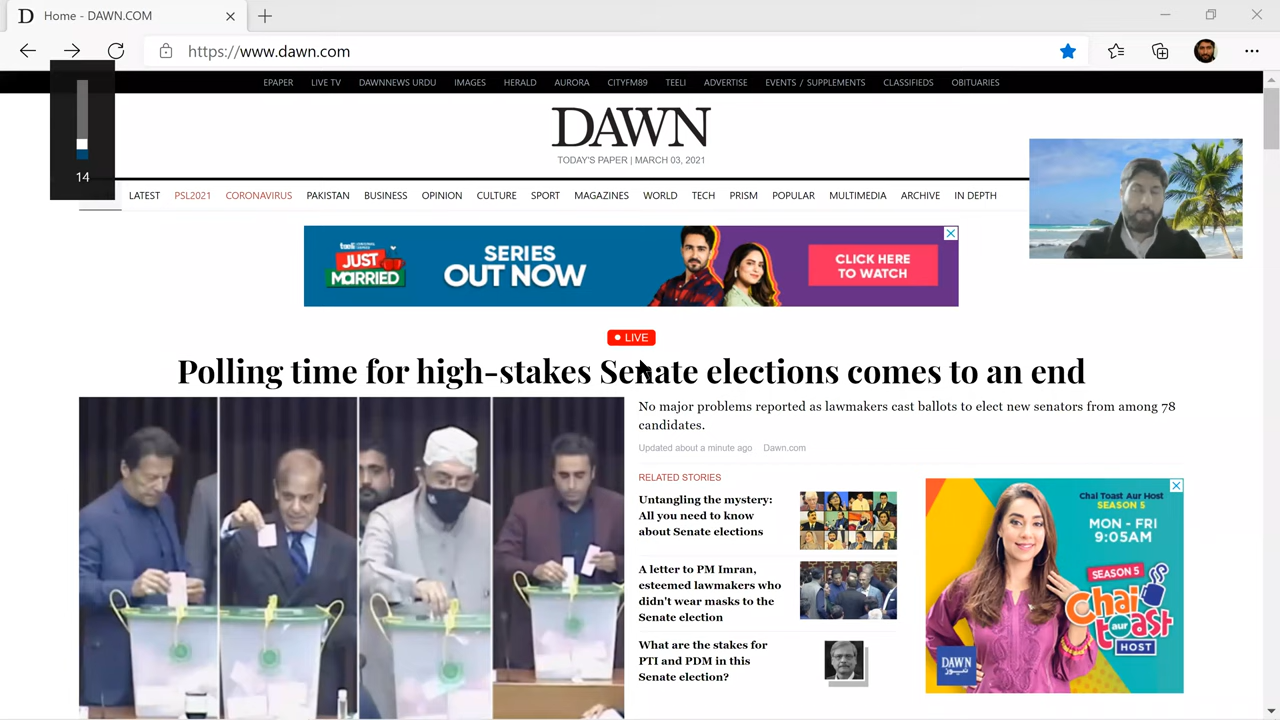 Home - DAWN.COM
https://www.dawn.com
EPAPER LIVE TV DAWNNEWS URDU IMAGES HERALD AURORA CITYFM89 TEELI ADVERTISE EVENTS / SUPPLEMENTS CLASSIFIEDS OBITUARIES
14
DAWN
TODAY'S PAPER | MARCH 03, 2021
LATEST PSL2021 CORONAVIRUS PAKISTAN BUSINESS OPINION CULTURE SPORT MAGAZINES WORLD TECH PRISM POPULAR MULTIMEDIA ARCHIVE IN DEPTH
teeli
JUST
MARRIED
SERIES
OUT NOW
CLICK HERE
TO WATCH
LIVE
Polling time for high-stakes Senate elections comes to an end
No major problems reported as lawmakers cast ballots to elect new senators from among 78
candidates.
Updated about a minute ago Dawn.com
RELATED STORIES
Untangling the mystery:
All you need to know
about Senate elections
A letter to PM Imran,
esteemed lawmakers who
didn't wear masks to the
Senate election
What are the stakes for
PTI and PDM in this
Senate election?
Chai Toast Aur Host
SEASON 5
MON - FRI
9:05AM
SEASON 5
Chai
aur
toast
HOST
DAWN
نیوز